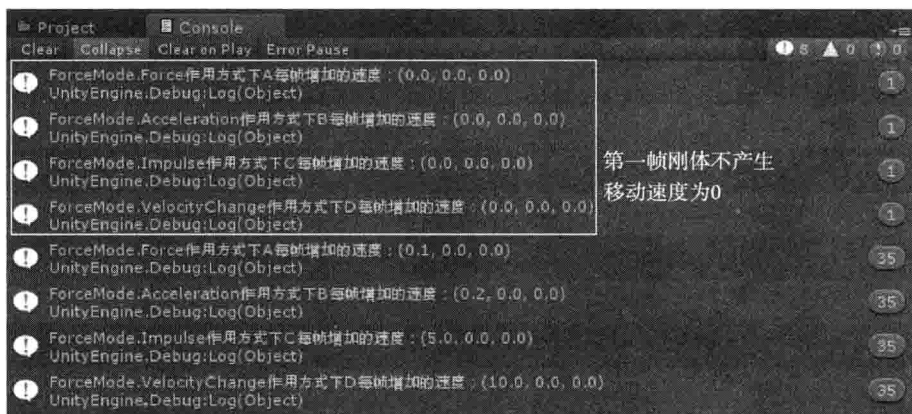 Project Console
Clear Collapse Clear on Play Error Pause 8 0 0
ForceMode.Force作用方式下A每帧增加的速度：(0.0, 0.0, 0.0)
UnityEngine.Debug:Log(Object)
1
ForceMode.Acceleration作用方式下B每帧增加的速度：(0.0, 0.0, 0.0)
UnityEngine.Debug:Log(Object)
1
ForceMode.Impulse作用方式下C每帧增加的速度：(0.0, 0.0, 0.0)
UnityEngine.Debug:Log(Object)
1
ForceMode.VelocityChange作用方式下D每帧增加的速度：(0.0, 0.0, 0.0)
UnityEngine.Debug:Log(Object)
1
第一帧刚体不产生
移动速度为0
ForceMode.Force作用方式下A每帧增加的速度：(0.1, 0.0, 0.0)
UnityEngine.Debug:Log(Object)
35
ForceMode.Acceleration作用方式下B每帧增加的速度：(0.2, 0.0, 0.0)
UnityEngine.Debug:Log(Object)
35
ForceMode.Impulse作用方式下C每帧增加的速度：(5.0, 0.0, 0.0)
UnityEngine.Debug:Log(Object)
35
ForceMode.VelocityChange作用方式下D每帧增加的速度：(10.0, 0.0, 0.0)
UnityEngine.Debug:Log(Object)
35